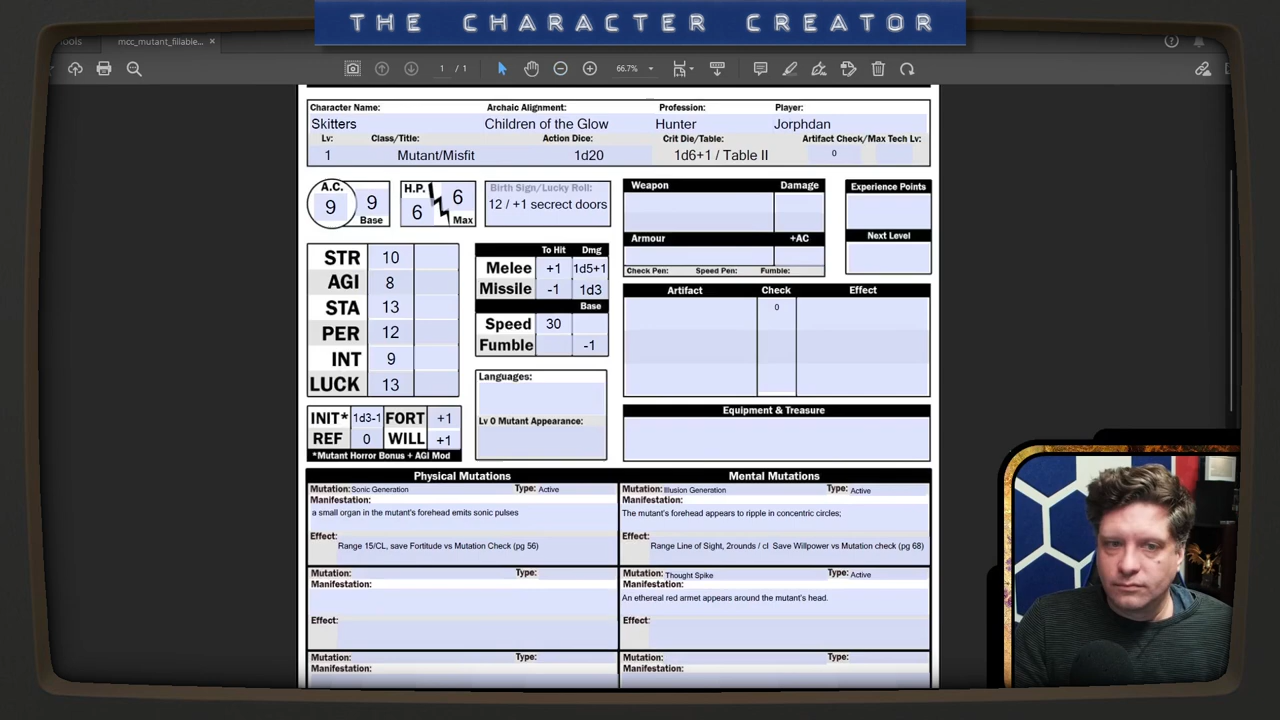 THE CHARACTER CREATOR
ools mcc_mutant_fillable... ×
1 / 1 66.7%
Character Name: Archaic Alignment: Profession: Player:
Skitters Children of the Glow Hunter Jorphdan
Lv: Class/Title: Action Dice: Crit Die/Table: Artifact Check/Max Tech Lv:
1 Mutant/Misfit 1d20 1d6+1 / Table II 0
A.C. 9 9 Base
H.P. 6 6 Max
Birth Sign/Lucky Roll:
12 / +1 secrect doors
Weapon Damage
Armour +AC
Check Pen: Speed Pen: Fumble:
Experience Points
Next Level
STR 10
AGI 8
STA 13
PER 12
INT 9
LUCK 13
To Hit Dmg
Melee +1 1d5+1
Missile -1 1d3
Base
Speed 30
Fumble -1
Artifact Check Effect
0
Languages:
Lv 0 Mutant Appearance:
INIT* 1d3-1 FORT +1
REF 0 WILL +1
*Mutant Horror Bonus + AGI Mod
Equipment & Treasure
Physical Mutations
Mutation: Sonic Generation Type: Active
Manifestation:
a small organ in the mutant's forehead emits sonic pulses
Effect:
Range 15/CL, save Fortitude vs Mutation Check (pg 56)
Mutation: Type:
Manifestation:
Effect:
Mutation: Type:
Manifestation:
Mental Mutations
Mutation: Illusion Generation Type: Active
Manifestation:
The mutant's forehead appears to ripple in concentric circles;
Effect:
Range Line of Sight, 2rounds / cl Save Willpower vs Mutation check (pg 68)
Mutation: Thought Spike Type: Active
Manifestation:
An ethereal red armet appears around the mutant's head.
Effect:
Mutation: Type:
Manifestation: